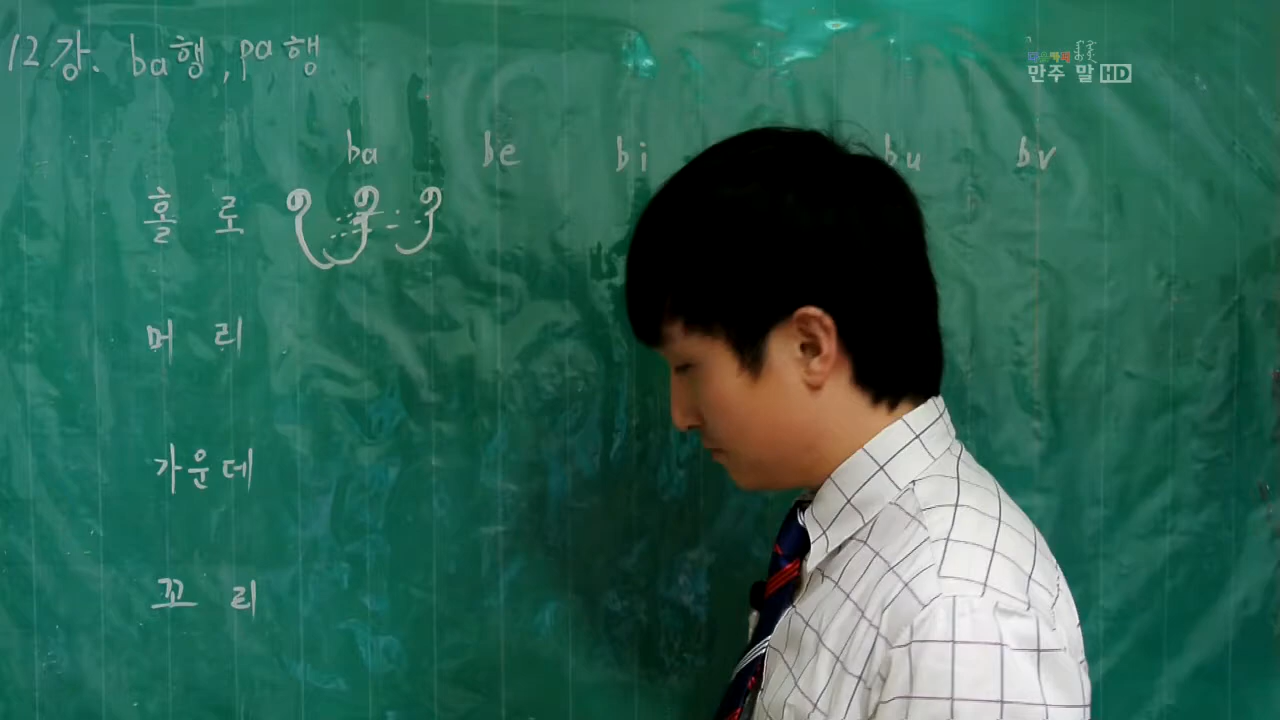 12강. ba행, pa행
만주 말 HD
ba be bi bu bv
홀로
머리
가운데
꼬리